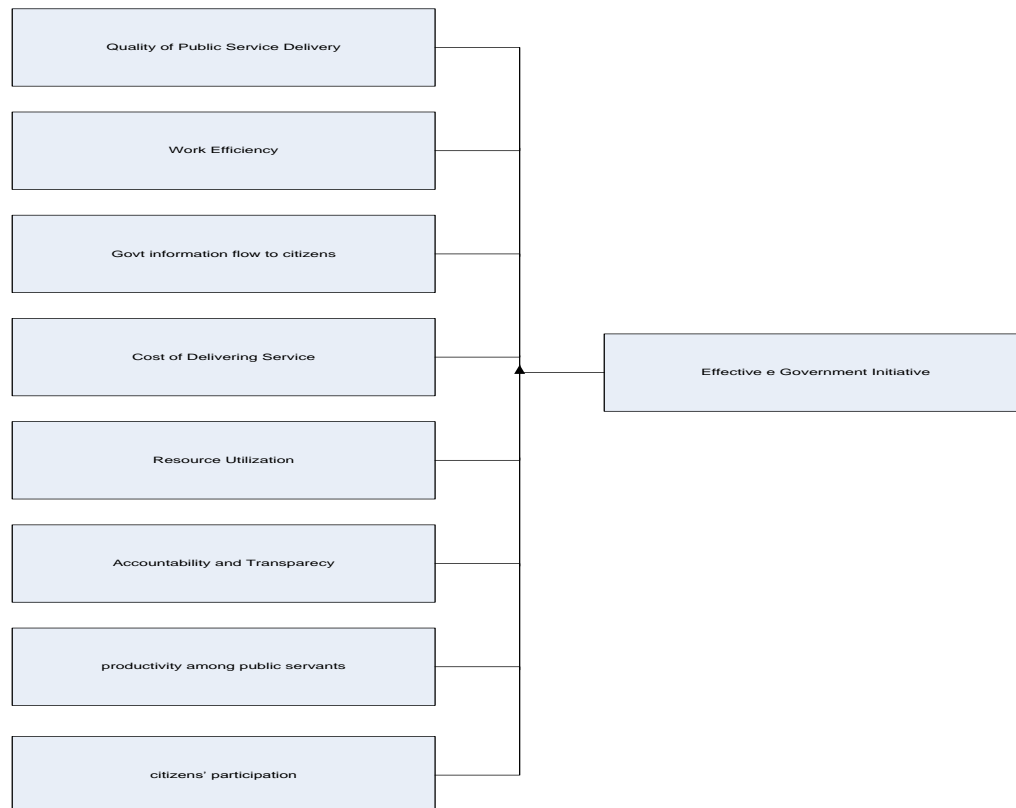 Quality of Public Service Delivery
Work Efficiency
Govt information flow to citizens
Cost of Delivering Service
Effective e Government Initiative
Resource Utilization
Accountability and Transparecy
productivity among public servants
citizens’ participation